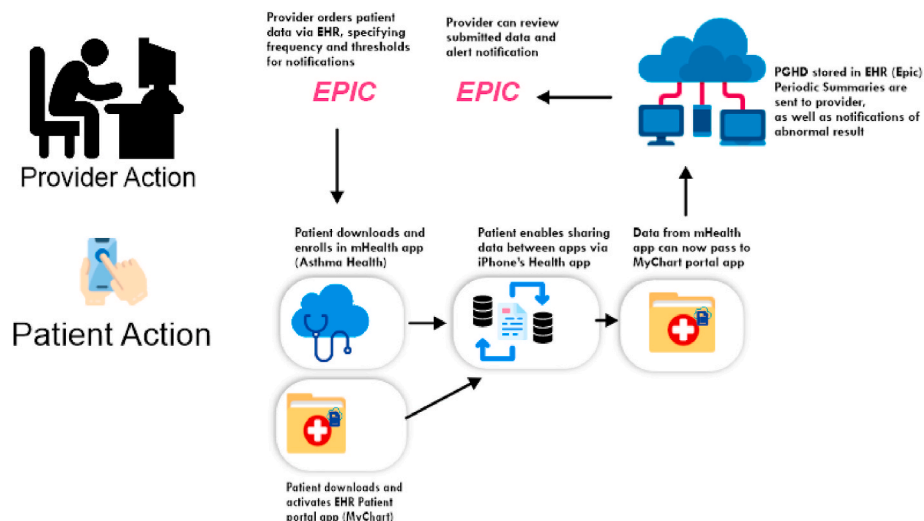 Provider orders patient
data via EHR, specifying
frequency and thresholds
for notifications
EPIC
Provider can review
submitted data and
alert notification
EPIC
PGHD stored in EHR (Epic)
Periodic Summaries are
sent to provider,
as well as notifications of
abnormal result
Provider Action
Patient Action
Patient downloads and
enrolls in mHealth app
(Asthma Health)
Patient enables sharing
data between apps via
iPhone's Health app
Data from mHealth
app can now pass to
MyChart portal app
Patient downloads and
activates EHR Patient
portal app (MyChart)